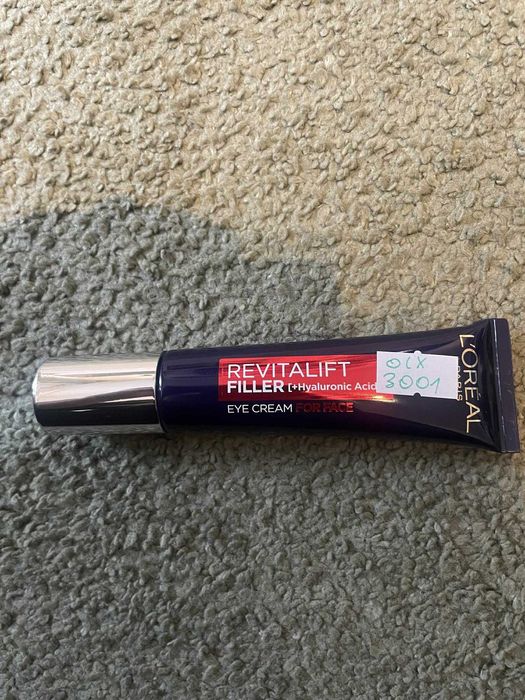 REVITALIFT
FILLER [+Hyaluronic Acid
EYE CREAM FOR FACE
OLX
3001
L'ORÉAL
PARIS